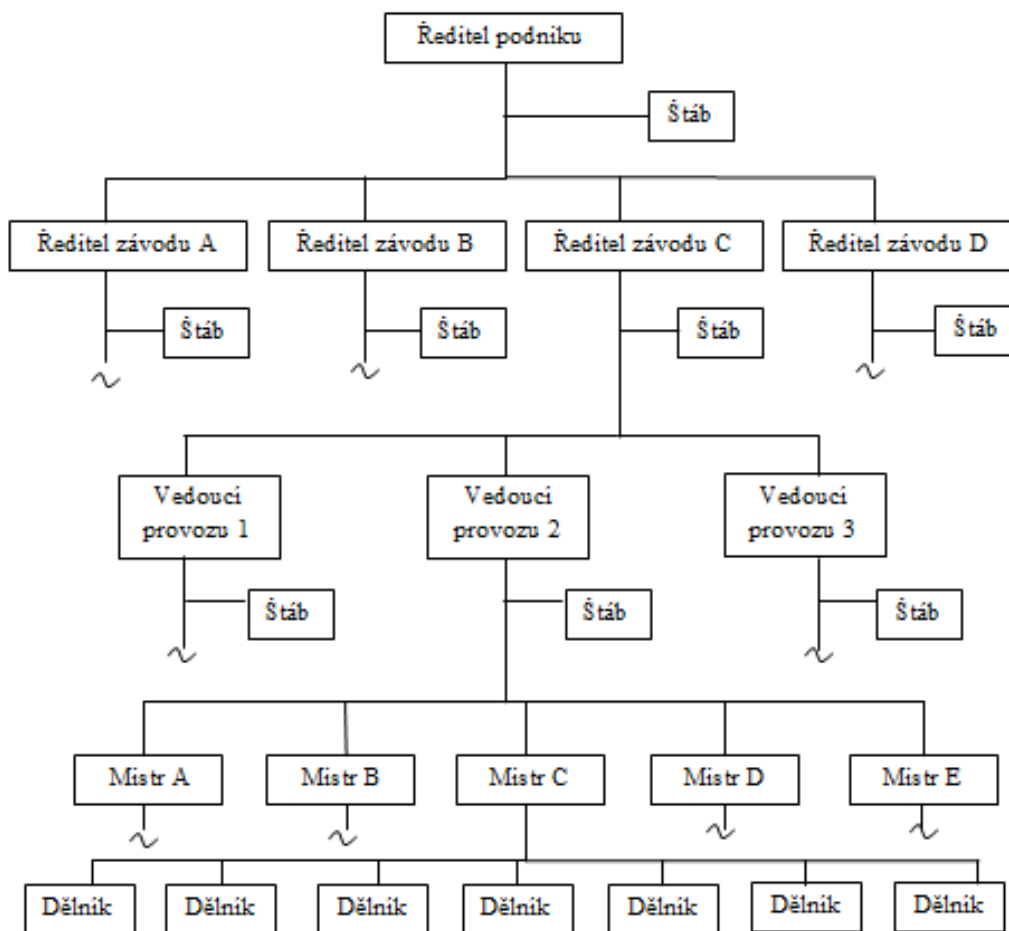 Ředitel podniku
Štáb
Ředitel závodu A
Ředitel závodu B
Ředitel závodu C
Ředitel závodu D
Štáb
Štáb
Štáb
Štáb
Vedoucí
provozu 1
Vedoucí
provozu 2
Vedoucí
provozu 3
Štáb
Štáb
Štáb
Mistr A
Mistr B
Mistr C
Mistr D
Mistr E
Dělník
Dělník
Dělník
Dělník
Dělník
Dělník
Dělník